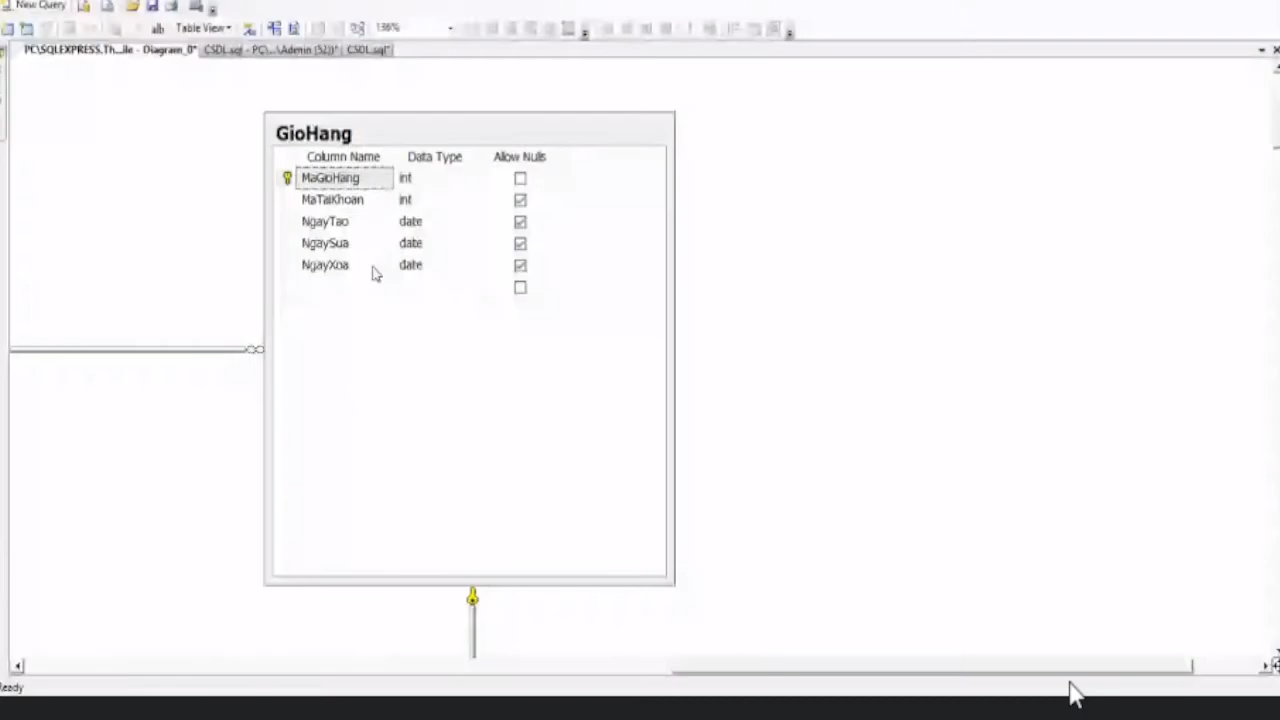 New Query
Table View 136%
PC\SQLEXPRESS.Th...ile - Diagram_0* CSDL.sql - PC\...\Admin (52))* CSDL.sql*
GioHang
Column Name Data Type Allow Nulls
MaGioHang int
MaTaiKhoan int
NgayTao date
NgaySua date
NgayXoa date
Ready